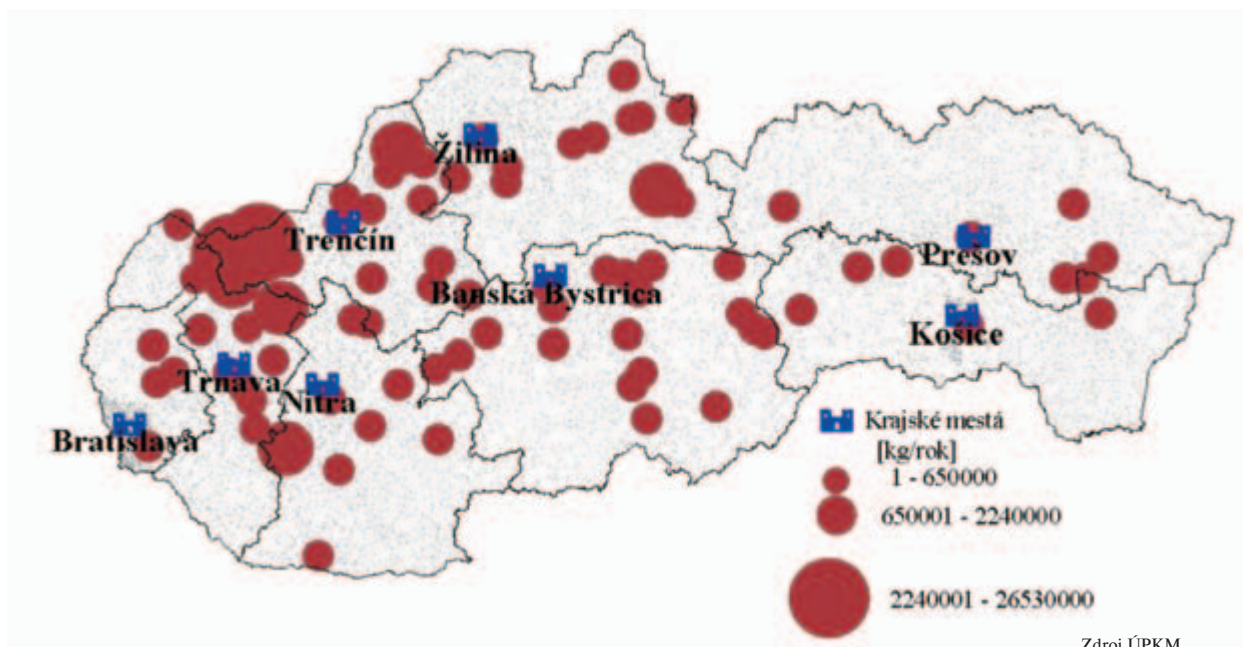 Žilina
Trenčín
Prešov
Banská Bystrica
Košice
Trnava
Nitra
Bratislava
Krajské mestá
[kg/rok]
1 - 650000
650001 - 2240000
2240001 - 26530000
Zdroj ÚPKM